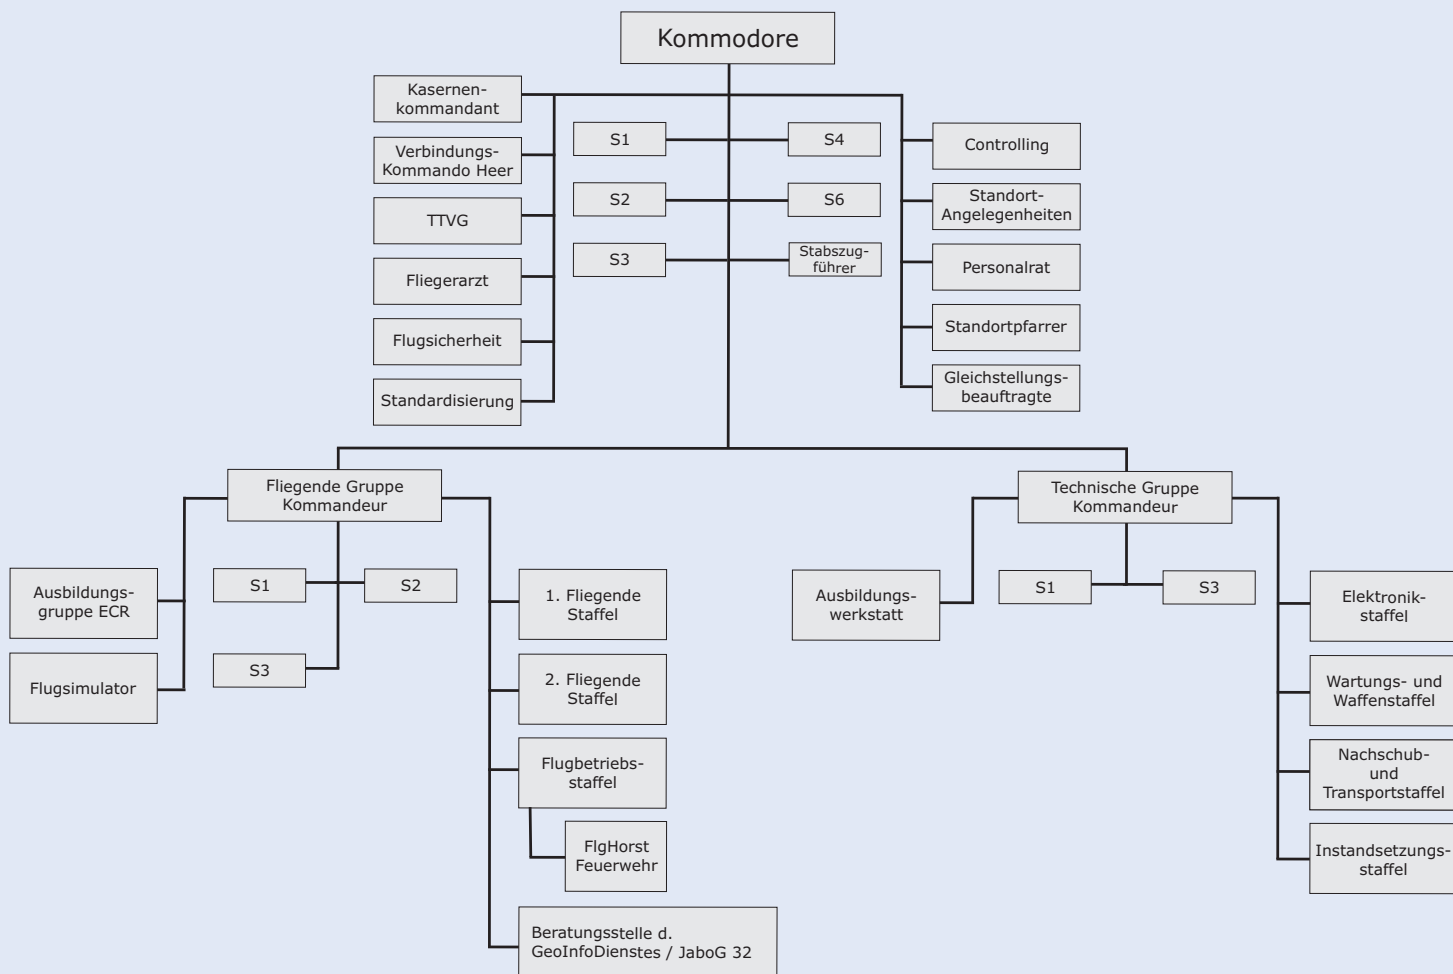 Kommodore
Kasernen-
kommandant
Verbindungs-
Kommando Heer
TTVG
Fliegerarzt
Flugsicherheit
Standardisierung
S1
S2
S3
S4
S6
Stabszug-
führer
Controlling
Standort-
Angelegenheiten
Personalrat
Standortpfarrer
Gleichstellungs-
beauftragte
Fliegende Gruppe
Kommandeur
Ausbildungs-
gruppe ECR
Flugsimulator
S1
S2
S3
1. Fliegende
Staffel
2. Fliegende
Staffel
Flugbetriebs-
staffel
FlgHorst
Feuerwehr
Beratungsstelle d.
GeoInfoDienstes / JaboG 32
Technische Gruppe
Kommandeur
Ausbildungs-
werkstatt
S1
S3
Elektronik-
staffel
Wartungs- und
Waffenstaffel
Nachschub-
und
Transportstaffel
Instandsetzungs-
staffel